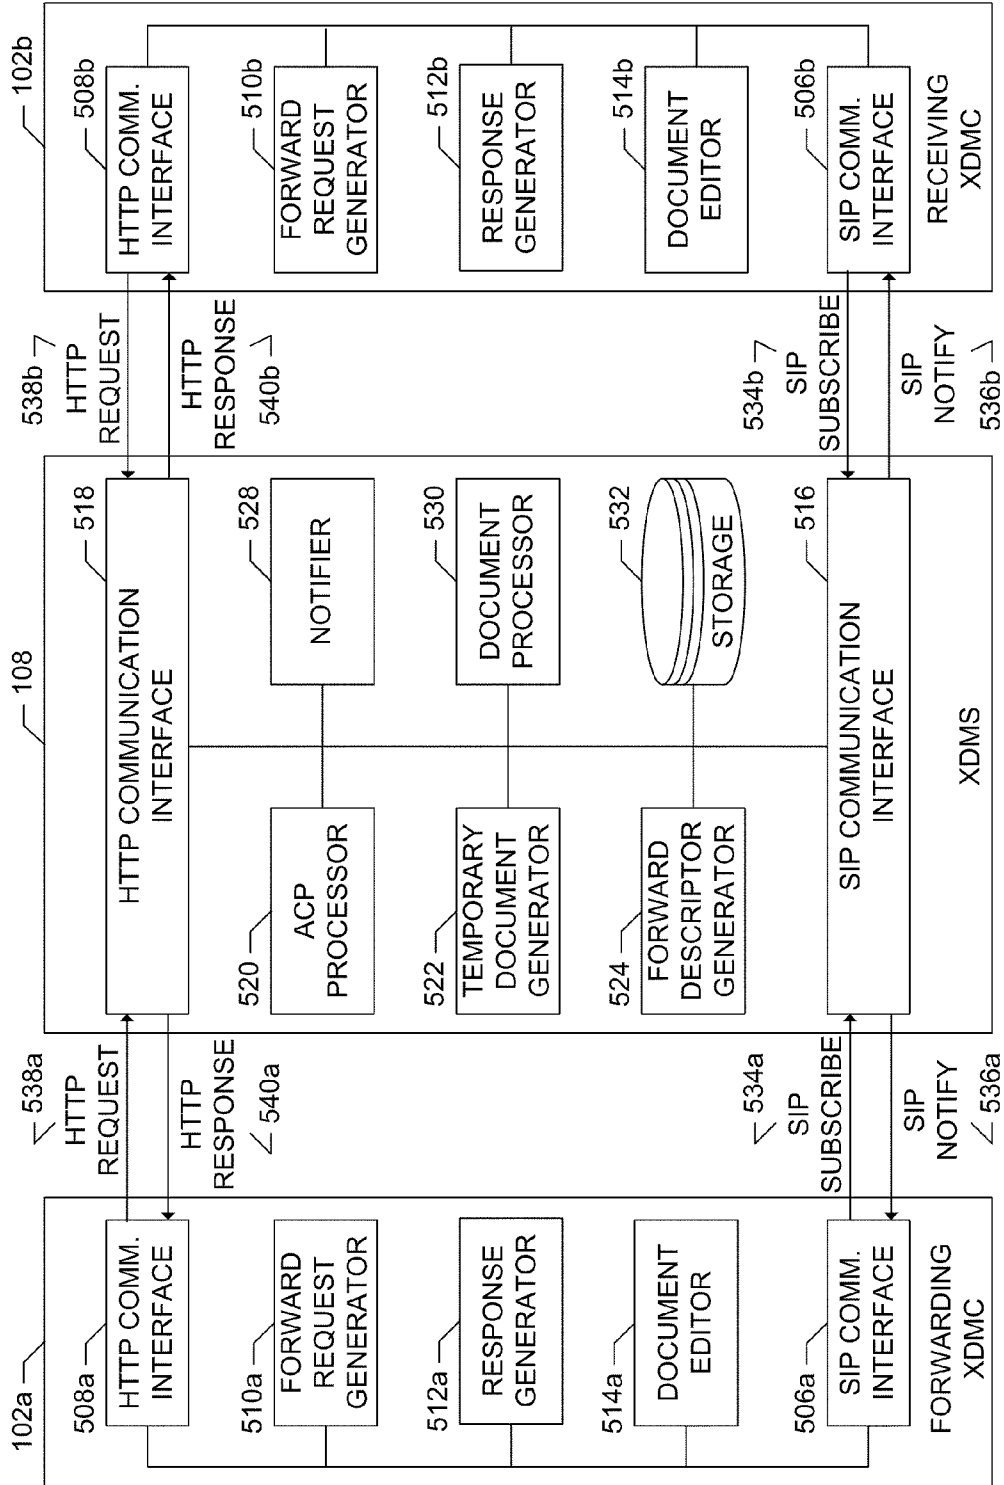 102a
508a
HTTP COMM.
INTERFACE
510a
FORWARD
REQUEST
GENERATOR
512a
RESPONSE
GENERATOR
514a
DOCUMENT
EDITOR
506a
SIP COMM.
INTERFACE
FORWARDING
XDMC
538a
HTTP
REQUEST
HTTP
RESPONSE
540a
534a
SIP
SUBSCRIBE
SIP
NOTIFY
536a
108
518
HTTP COMMUNICATION
INTERFACE
520
ACP
PROCESSOR
528
NOTIFIER
522
TEMPORARY
DOCUMENT
GENERATOR
530
DOCUMENT
PROCESSOR
524
FORWARD
DESCRIPTOR
GENERATOR
532
STORAGE
516
SIP COMMUNICATION
INTERFACE
XDMS
538b
HTTP
REQUEST
HTTP
RESPONSE
540b
534b
SIP
SUBSCRIBE
SIP
NOTIFY
536b
102b
508b
HTTP COMM.
INTERFACE
510b
FORWARD
REQUEST
GENERATOR
512b
RESPONSE
GENERATOR
514b
DOCUMENT
EDITOR
506b
SIP COMM.
INTERFACE
RECEIVING
XDMC